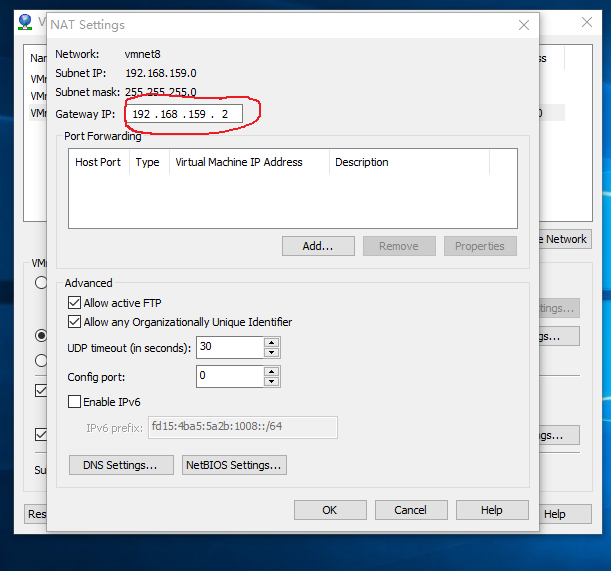 V
NAT Settings
Network: vmnet8
Subnet IP: 192.168.159.0
Subnet mask: 255.255.255.0
Gateway IP: 192 . 168 . 159 . 2
Port Forwarding
Host Port Type Virtual Machine IP Address Description
Add... Remove Properties
Advanced
Allow active FTP
Allow any Organizationally Unique Identifier
UDP timeout (in seconds): 30
Config port: 0
Enable IPv6
IPv6 prefix: fd15:4ba5:5a2b:1008::/64
DNS Settings... NetBIOS Settings...
OK Cancel Help
Na
VMr
VM
VMr
ss
e Network
VMr
ttings...
gs...
gs...
Su
Res
Help